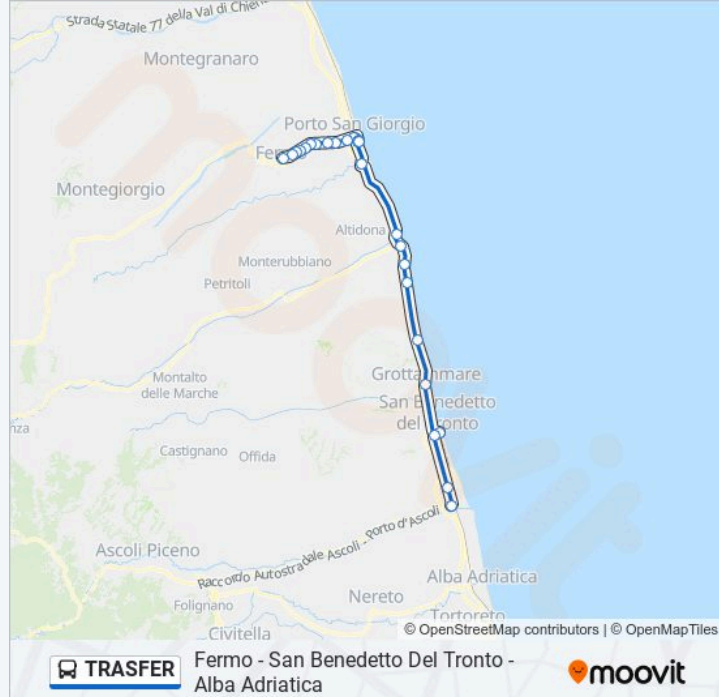 Strada Statale 77 della Val di Chien
Montegranaro
Porto San Giorgio
Fermo
Montegiorgio
Altidona
Monterubbiano
Petritoli
Grottammare
Montalto
delle Marche
San Benedetto
del Tronto
nza
Castignano
Offida
Raccordo Autostradale Ascoli - Porto d'Ascoli
Ascoli Piceno
Alba Adriatica
Folignano
Nereto
Tortoreto
Civitella
© OpenStreetMap contributors | © OpenMapTiles
TRASFER
Fermo - San Benedetto Del Tronto -
Alba Adriatica
moovit